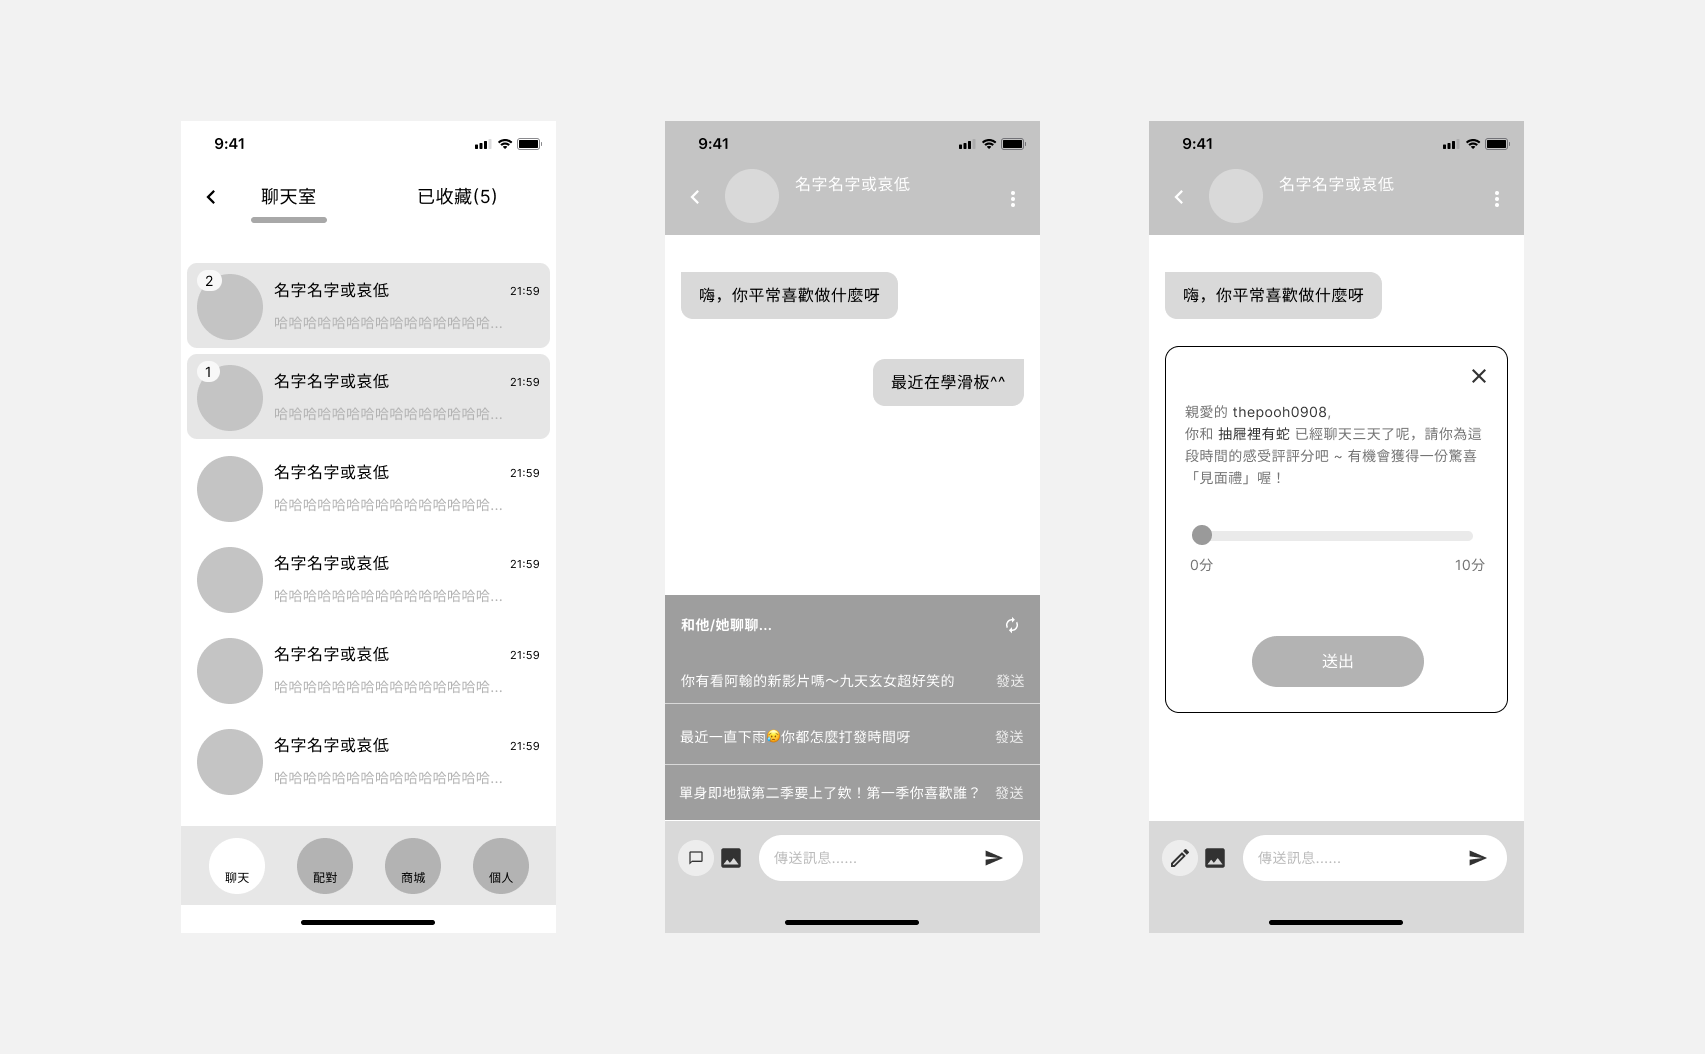 9:41
聊天室
已收藏(5)
2
名字名字或哀低
21:59
哈哈哈哈哈哈哈哈哈哈哈哈哈哈哈...
1
名字名字或哀低
21:59
哈哈哈哈哈哈哈哈哈哈哈哈哈哈哈...
名字名字或哀低
21:59
哈哈哈哈哈哈哈哈哈哈哈哈哈哈哈...
名字名字或哀低
21:59
哈哈哈哈哈哈哈哈哈哈哈哈哈哈哈...
名字名字或哀低
21:59
哈哈哈哈哈哈哈哈哈哈哈哈哈哈哈...
名字名字或哀低
21:59
哈哈哈哈哈哈哈哈哈哈哈哈哈哈哈...
聊天
配對
商城
個人
9:41
名字名字或哀低
嗨，你平常喜歡做什麼呀
最近在學滑板^^
和他/她聊聊...
你有看阿翰的新影片嗎～九天玄女超好笑的
發送
最近一直下雨😥你都怎麼打發時間呀
發送
單身即地獄第二季要上了欸！第一季你喜歡誰？
發送
傳送訊息......
9:41
名字名字或哀低
嗨，你平常喜歡做什麼呀
親愛的 thepooh0908,
你和 抽屜裡有蛇 已經聊天三天了呢，請你為這
段時間的感受評評分吧 ~ 有機會獲得一份驚喜
「見面禮」喔！
0分
10分
送出
傳送訊息......